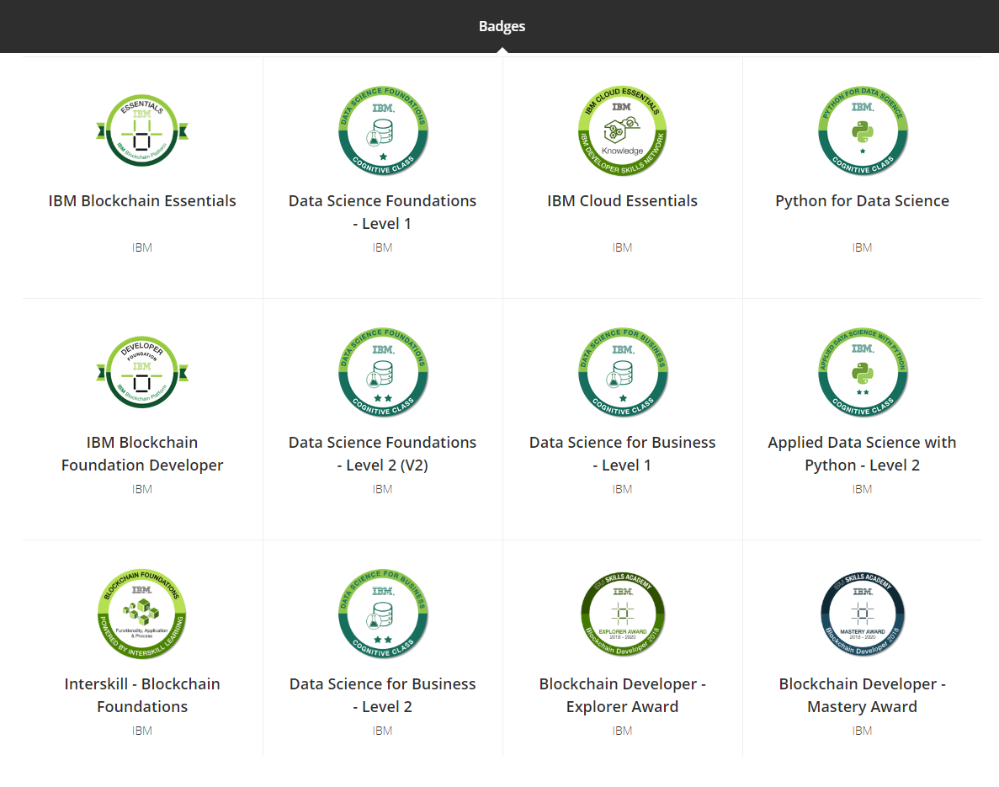 Badges
ESSENTIALS
IBM
IBM Blockchain Platform
IBM Blockchain Essentials
IBM
DATA SCIENCE FOUNDATIONS
IBM.
COGNITIVE CLASS
Data Science Foundations
- Level 1
IBM
IBM CLOUD ESSENTIALS
IBM
Knowledge
IBM DEVELOPER SKILLS NETWORK
IBM Cloud Essentials
IBM
PYTHON FOR DATA SCIENCE
IBM.
COGNITIVE CLASS
Python for Data Science
IBM
DEVELOPER
FOUNDATION
IBM
IBM Blockchain Platform
IBM Blockchain
Foundation Developer
IBM
DATA SCIENCE FOUNDATIONS
IBM.
COGNITIVE CLASS
Data Science Foundations
- Level 2 (V2)
IBM
DATA SCIENCE FOR BUSINESS
IBM.
COGNITIVE CLASS
Data Science for Business
- Level 1
IBM
APPLIED DATA SCIENCE WITH PYTHON
IBM.
COGNITIVE CLASS
Applied Data Science with
Python - Level 2
IBM
BLOCKCHAIN FOUNDATIONS
IBM.
Functionality, Application
& Process
POWERED BY INTERSKILL LEARNING
Interskill - Blockchain
Foundations
IBM
DATA SCIENCE FOR BUSINESS
IBM.
COGNITIVE CLASS
Data Science for Business
- Level 2
IBM
IBM SKILLS ACADEMY
IBM.
EXPLORER AWARD
2018 - 2020
Blockchain Developer 2018
Blockchain Developer -
Explorer Award
IBM
IBM SKILLS ACADEMY
IBM.
MASTERY AWARD
2018 - 2020
Blockchain Developer 2018
Blockchain Developer -
Mastery Award
IBM